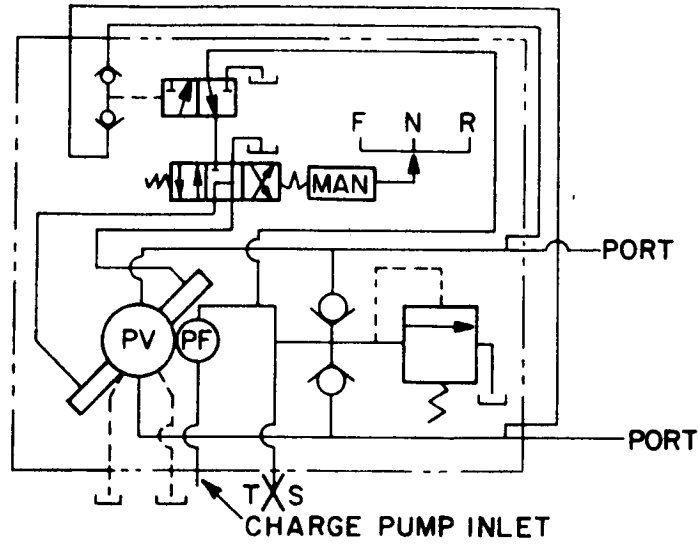 F N R
MAN
PORT
PV PF
PORT
T X S
CHARGE PUMP INLET